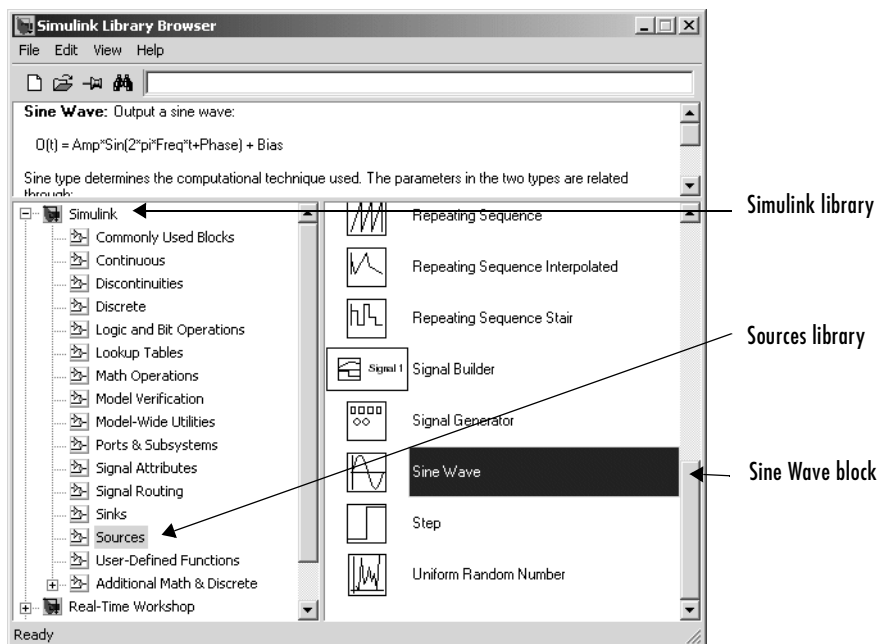 Simulink Library Browser
File Edit View Help
Sine Wave: Output a sine wave:
O(t) = Amp*Sin(2*pi*Freq*t+Phase) + Bias
Sine type determines the computational technique used. The parameters in the two types are related
through:
Simulink
Commonly Used Blocks
Continuous
Discontinuities
Discrete
Logic and Bit Operations
Lookup Tables
Math Operations
Model Verification
Model-Wide Utilities
Ports & Subsystems
Signal Attributes
Signal Routing
Sinks
Sources
User-Defined Functions
Additional Math & Discrete
Real-Time Workshop
Repeating Sequence
Repeating Sequence Interpolated
Repeating Sequence Stair
Signal 1 Signal Builder
Signal Generator
Sine Wave
Step
Uniform Random Number
Ready
Simulink library
Sources library
Sine Wave block